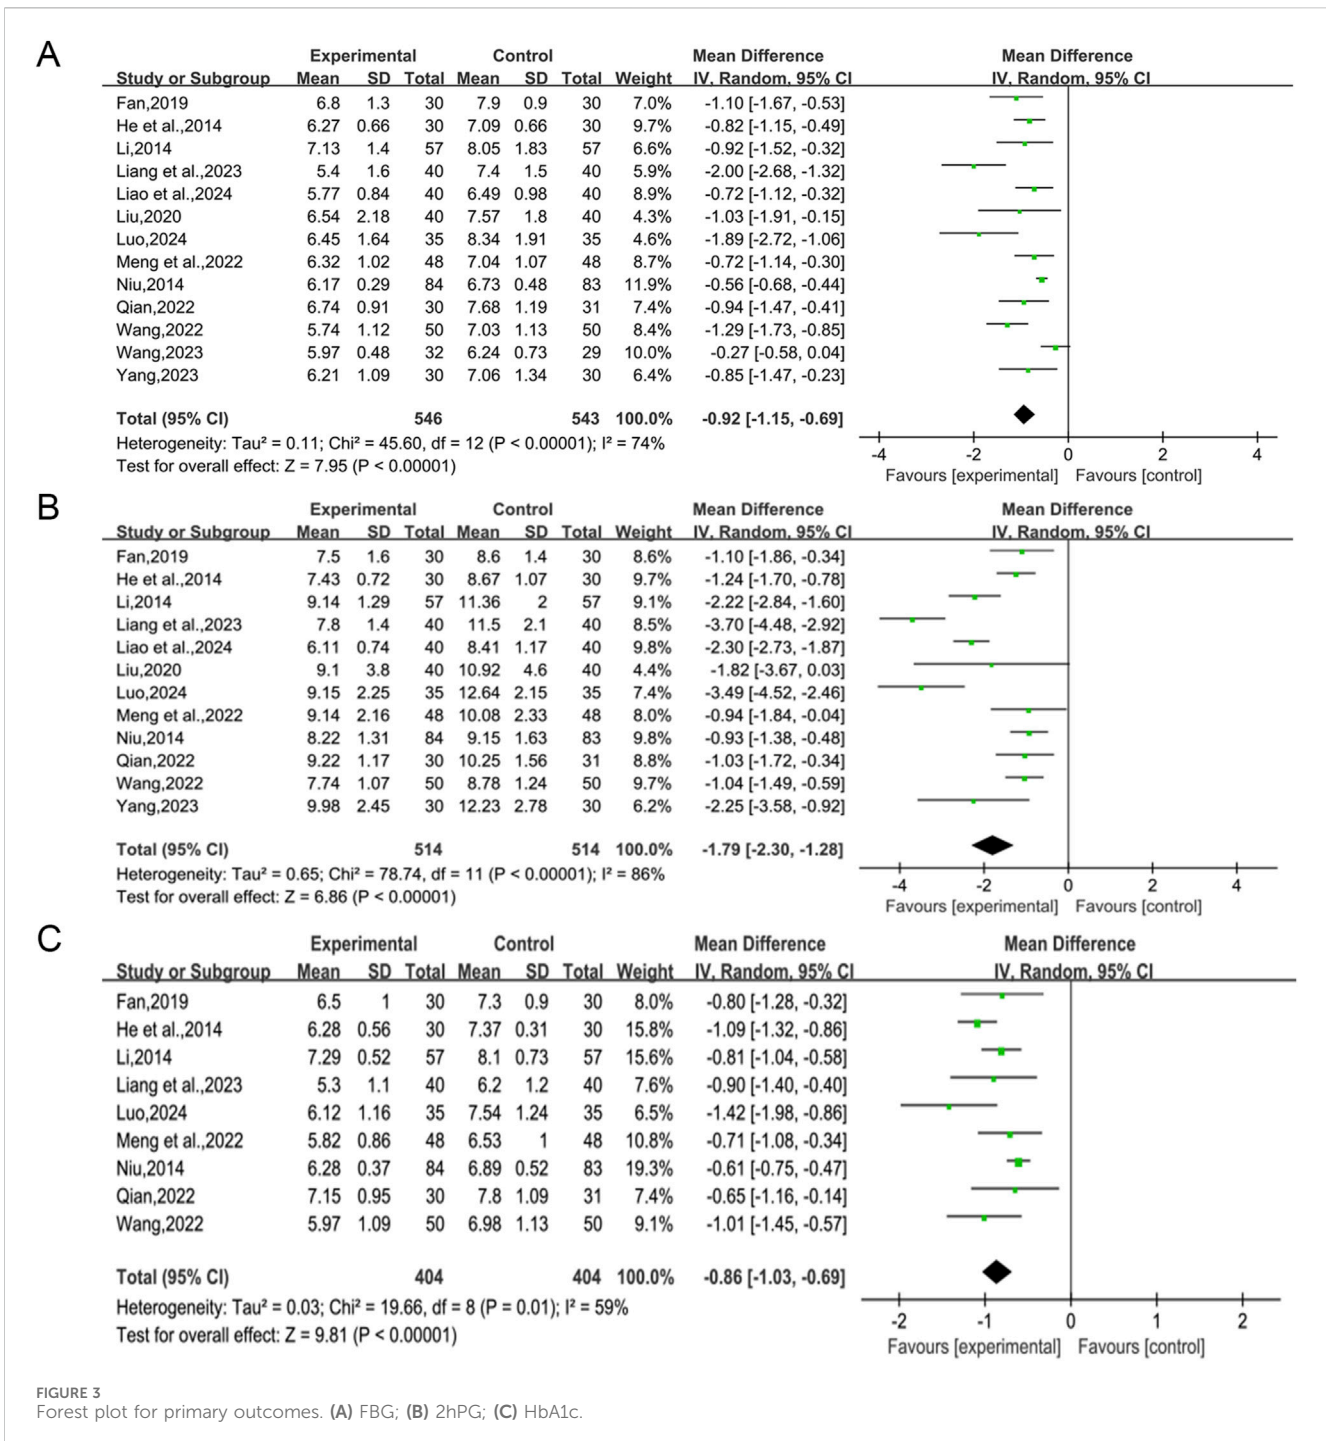 A
Experimental Control Mean Difference Mean Difference
Study or Subgroup Mean SD Total Mean SD Total Weight IV, Random, 95% CI IV, Random, 95% CI
Fan,2019 6.8 1.3 30 7.9 0.9 30 7.0% -1.10 [-1.67, -0.53]
He et al.,2014 6.27 0.66 30 7.09 0.66 30 9.7% -0.82 [-1.15, -0.49]
Li,2014 7.13 1.4 57 8.05 1.83 57 6.6% -0.92 [-1.52, -0.32]
Liang et al.,2023 5.4 1.6 40 7.4 1.5 40 5.9% -2.00 [-2.68, -1.32]
Liao et al.,2024 5.77 0.84 40 6.49 0.98 40 8.9% -0.72 [-1.12, -0.32]
Liu,2020 6.54 2.18 40 7.57 1.8 40 4.3% -1.03 [-1.91, -0.15]
Luo,2024 6.45 1.64 35 8.34 1.91 35 4.6% -1.89 [-2.72, -1.06]
Meng et al.,2022 6.32 1.02 48 7.04 1.07 48 8.7% -0.72 [-1.14, -0.30]
Niu,2014 6.17 0.29 84 6.73 0.48 83 11.9% -0.56 [-0.68, -0.44]
Qian,2022 6.74 0.91 30 7.68 1.19 31 7.4% -0.94 [-1.47, -0.41]
Wang,2022 5.74 1.12 50 7.03 1.13 50 8.4% -1.29 [-1.73, -0.85]
Wang,2023 5.97 0.48 32 6.24 0.73 29 10.0% -0.27 [-0.58, 0.04]
Yang,2023 6.21 1.09 30 7.06 1.34 30 6.4% -0.85 [-1.47, -0.23]
Total (95% CI) 546 543 100.0% -0.92 [-1.15, -0.69]
Heterogeneity: Tau² = 0.11; Chi² = 45.60, df = 12 (P < 0.00001); I² = 74%
Test for overall effect: Z = 7.95 (P < 0.00001)
-4 -2 0 2 4
Favours [experimental] Favours [control]
B
Experimental Control Mean Difference Mean Difference
Study or Subgroup Mean SD Total Mean SD Total Weight IV, Random, 95% CI IV, Random, 95% CI
Fan,2019 7.5 1.6 30 8.6 1.4 30 8.6% -1.10 [-1.86, -0.34]
He et al.,2014 7.43 0.72 30 8.67 1.07 30 9.7% -1.24 [-1.70, -0.78]
Li,2014 9.14 1.29 57 11.36 2 57 9.1% -2.22 [-2.84, -1.60]
Liang et al.,2023 7.8 1.4 40 11.5 2.1 40 8.5% -3.70 [-4.48, -2.92]
Liao et al.,2024 6.11 0.74 40 8.41 1.17 40 9.8% -2.30 [-2.73, -1.87]
Liu,2020 9.1 3.8 40 10.92 4.6 40 4.4% -1.82 [-3.67, 0.03]
Luo,2024 9.15 2.25 35 12.64 2.15 35 7.4% -3.49 [-4.52, -2.46]
Meng et al.,2022 9.14 2.16 48 10.08 2.33 48 8.0% -0.94 [-1.84, -0.04]
Niu,2014 8.22 1.31 84 9.15 1.63 83 9.8% -0.93 [-1.38, -0.48]
Qian,2022 9.22 1.17 30 10.25 1.56 31 8.8% -1.03 [-1.72, -0.34]
Wang,2022 7.74 1.07 50 8.78 1.24 50 9.7% -1.04 [-1.49, -0.59]
Yang,2023 9.98 2.45 30 12.23 2.78 30 6.2% -2.25 [-3.58, -0.92]
Total (95% CI) 514 514 100.0% -1.79 [-2.30, -1.28]
Heterogeneity: Tau² = 0.65; Chi² = 78.74, df = 11 (P < 0.00001); I² = 86%
Test for overall effect: Z = 6.86 (P < 0.00001)
-4 -2 0 2 4
Favours [experimental] Favours [control]
C
Experimental Control Mean Difference Mean Difference
Study or Subgroup Mean SD Total Mean SD Total Weight IV, Random, 95% CI IV, Random, 95% CI
Fan,2019 6.5 1 30 7.3 0.9 30 8.0% -0.80 [-1.28, -0.32]
He et al.,2014 6.28 0.56 30 7.37 0.31 30 15.8% -1.09 [-1.32, -0.86]
Li,2014 7.29 0.52 57 8.1 0.73 57 15.6% -0.81 [-1.04, -0.58]
Liang et al.,2023 5.3 1.1 40 6.2 1.2 40 7.6% -0.90 [-1.40, -0.40]
Luo,2024 6.12 1.16 35 7.54 1.24 35 6.5% -1.42 [-1.98, -0.86]
Meng et al.,2022 5.82 0.86 48 6.53 1 48 10.8% -0.71 [-1.08, -0.34]
Niu,2014 6.28 0.37 84 6.89 0.52 83 19.3% -0.61 [-0.75, -0.47]
Qian,2022 7.15 0.95 30 7.8 1.09 31 7.4% -0.65 [-1.16, -0.14]
Wang,2022 5.97 1.09 50 6.98 1.13 50 9.1% -1.01 [-1.45, -0.57]
Total (95% CI) 404 404 100.0% -0.86 [-1.03, -0.69]
Heterogeneity: Tau² = 0.03; Chi² = 19.66, df = 8 (P = 0.01); I² = 59%
Test for overall effect: Z = 9.81 (P < 0.00001)
-2 -1 0 1 2
Favours [experimental] Favours [control]
FIGURE 3
Forest plot for primary outcomes. (A) FBG; (B) 2hPG; (C) HbA1c.